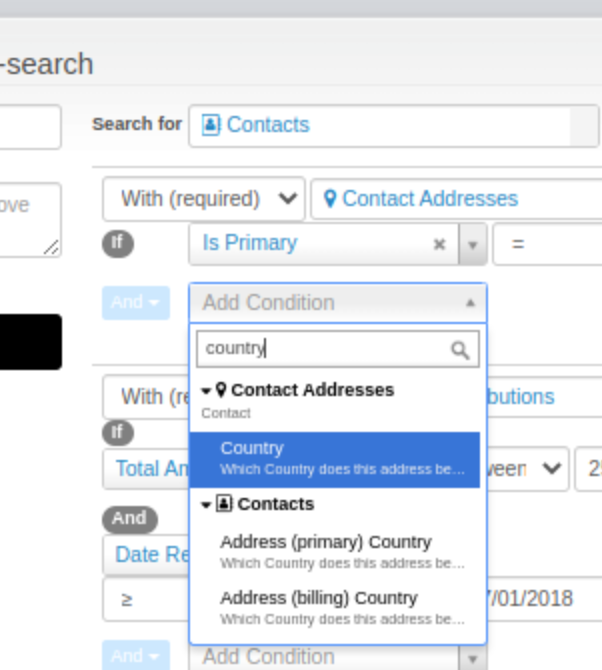 -search
Search for Contacts
ove
With (required) Contact Addresses
If Is Primary × =
And Add Condition
country
Contact Addresses
Contact
With (re butions
If
Country
Which Country does this address be...
Total Am veen 2
Contacts
And
Address (primary) Country
Which Country does this address be...
Date Re
Address (billing) Country
Which Country does this address be...
≥ /01/2018
And Add Condition